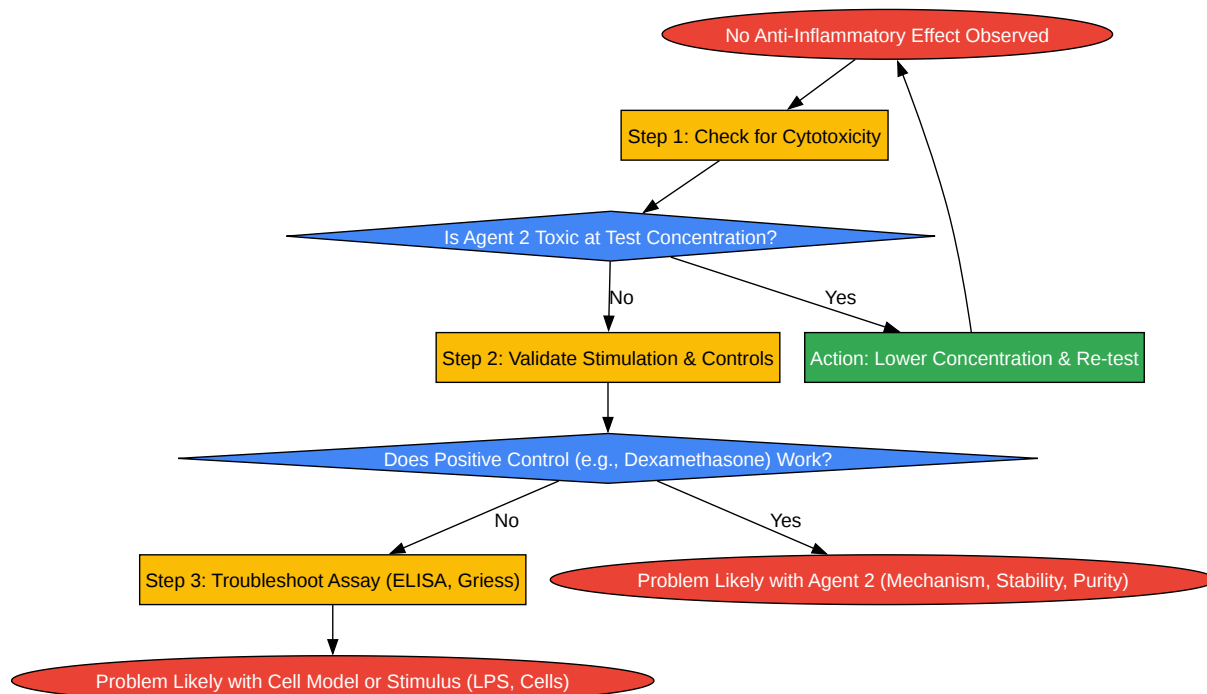 No Anti-Inflammatory Effect Observed
Step 1: Check for Cytotoxicity
Is Agent 2 Toxic at Test Concentration?
No
Yes
Step 2: Validate Stimulation & Controls
Action: Lower Concentration & Re-test
Does Positive Control (e.g., Dexamethasone) Work?
No
Yes
Step 3: Troubleshoot Assay (ELISA, Griess)
Problem Likely with Agent 2 (Mechanism, Stability, Purity)
Problem Likely with Cell Model or Stimulus (LPS, Cells)